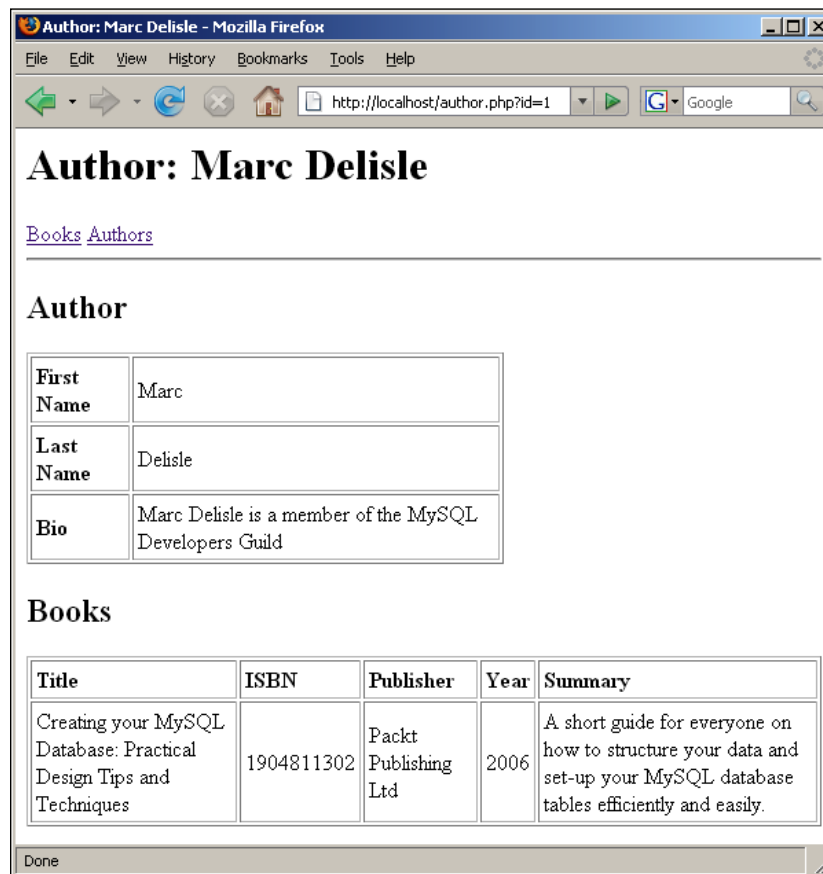 Author: Marc Delisle - Mozilla Firefox
File Edit View History Bookmarks Tools Help
http://localhost/author.php?id=1
G Google
Author: Marc Delisle
Books Authors
Author
First Name
Marc
Last Name
Delisle
Bio
Marc Delisle is a member of the MySQL
Developers Guild
Books
Title ISBN Publisher Year Summary
Creating your MySQL
Database: Practical
Design Tips and
Techniques
1904811302
Packt
Publishing
Ltd
2006
A short guide for everyone on
how to structure your data and
set-up your MySQL database
tables efficiently and easily.
Done